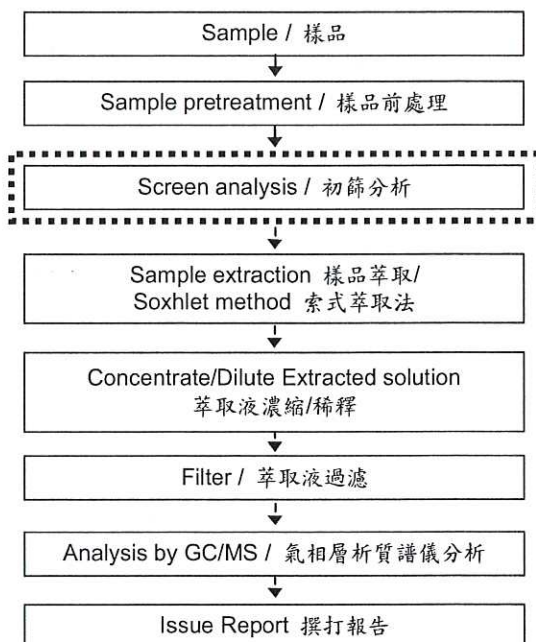 Sample / 樣品
Sample pretreatment / 樣品前處理
Screen analysis / 初篩分析
Sample extraction 樣品萃取/
Soxhlet method 索式萃取法
Concentrate/Dilute Extracted solution
萃取液濃縮/稀釋
Filter / 萃取液過濾
Analysis by GC/MS / 氣相層析質譜儀分析
Issue Report 撰打報告